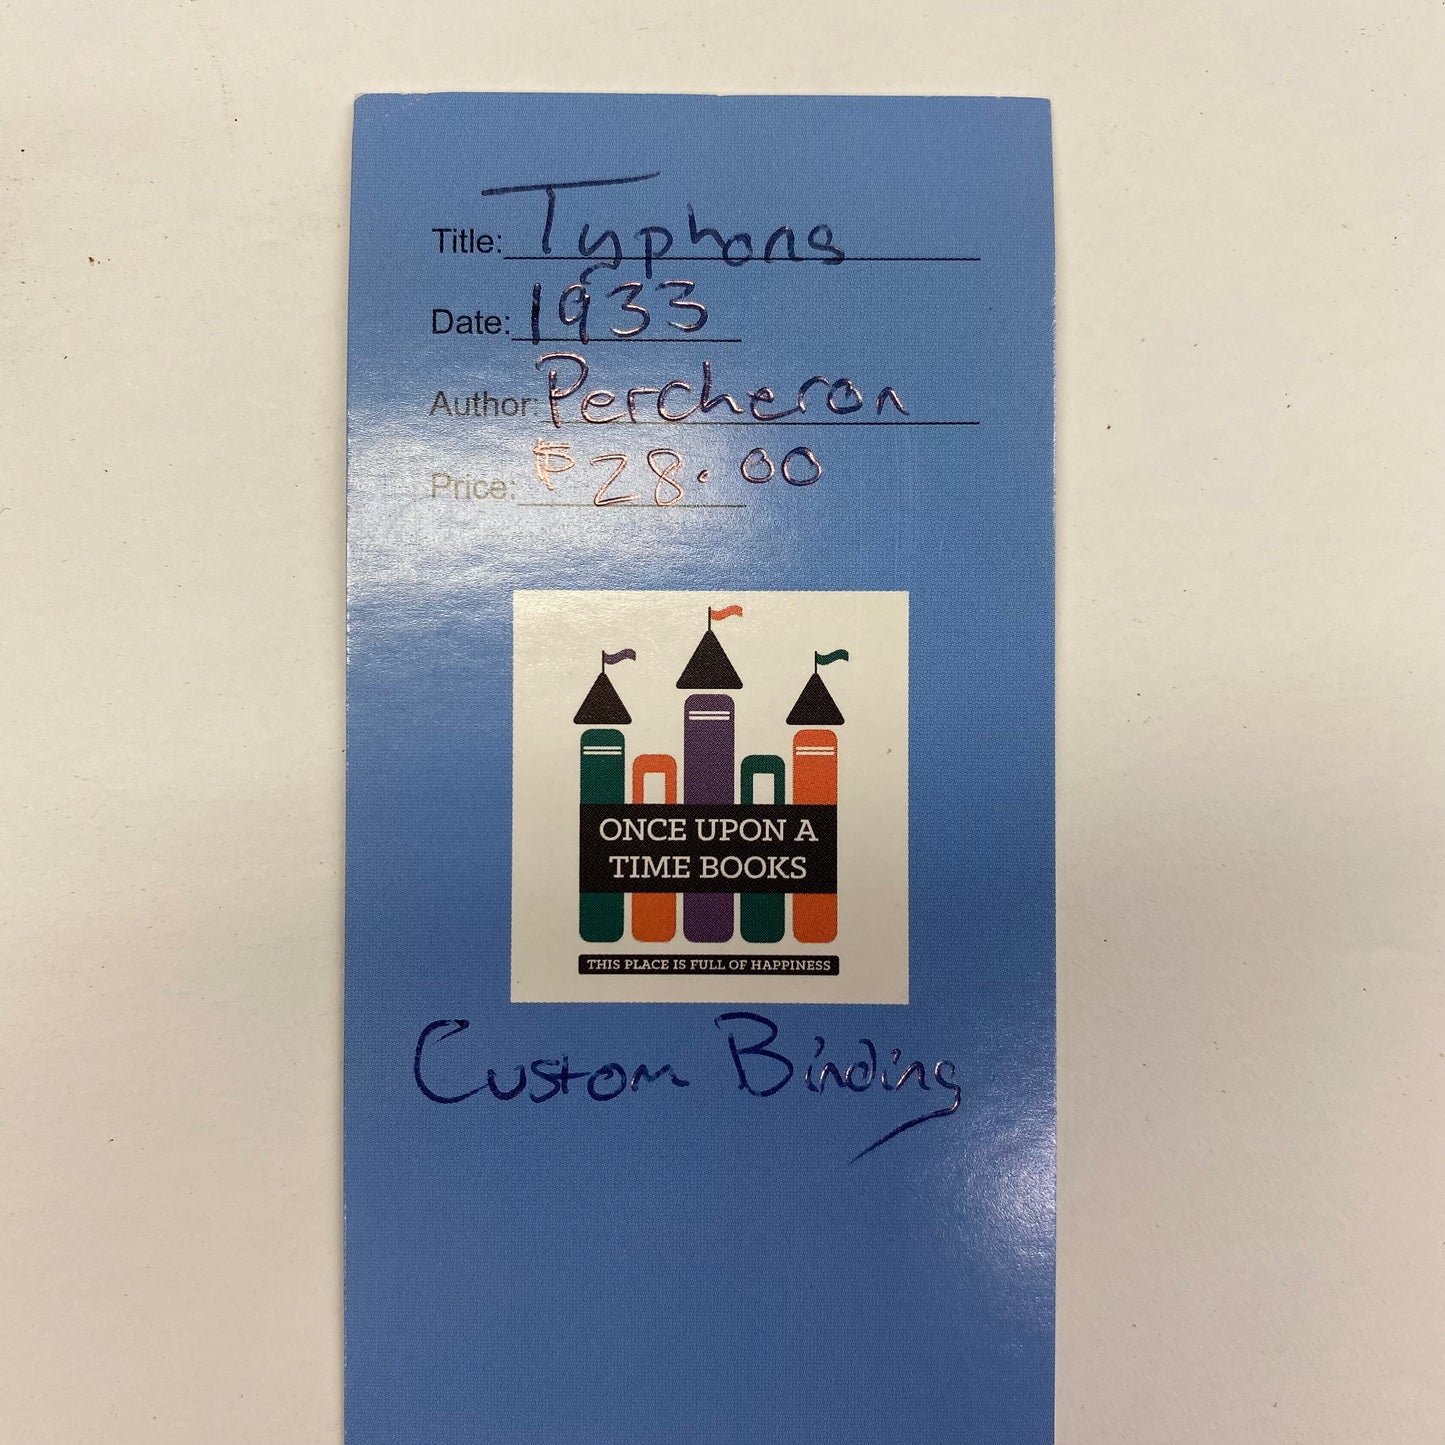 Title: Typhons
Date: 1933
Author: Percheron
Price: $28.00
ONCE UPON A
TIME BOOKS
THIS PLACE IS FULL OF HAPPINESS
Custom Binding